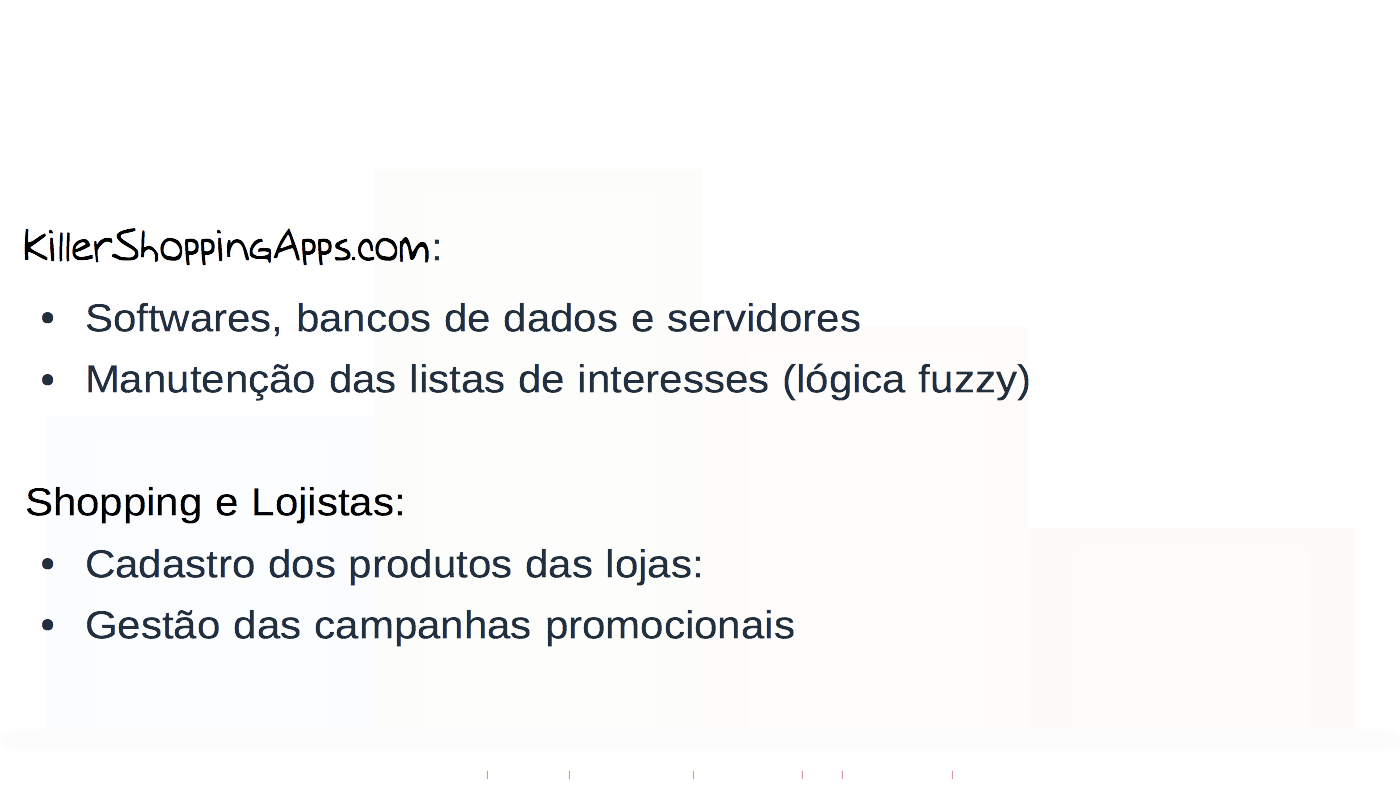 KillerShoppingApps.com:
• Softwares, bancos de dados e servidores
• Manutenção das listas de interesses (lógica fuzzy)
Shopping e Lojistas:
• Cadastro dos produtos das lojas:
• Gestão das campanhas promocionais